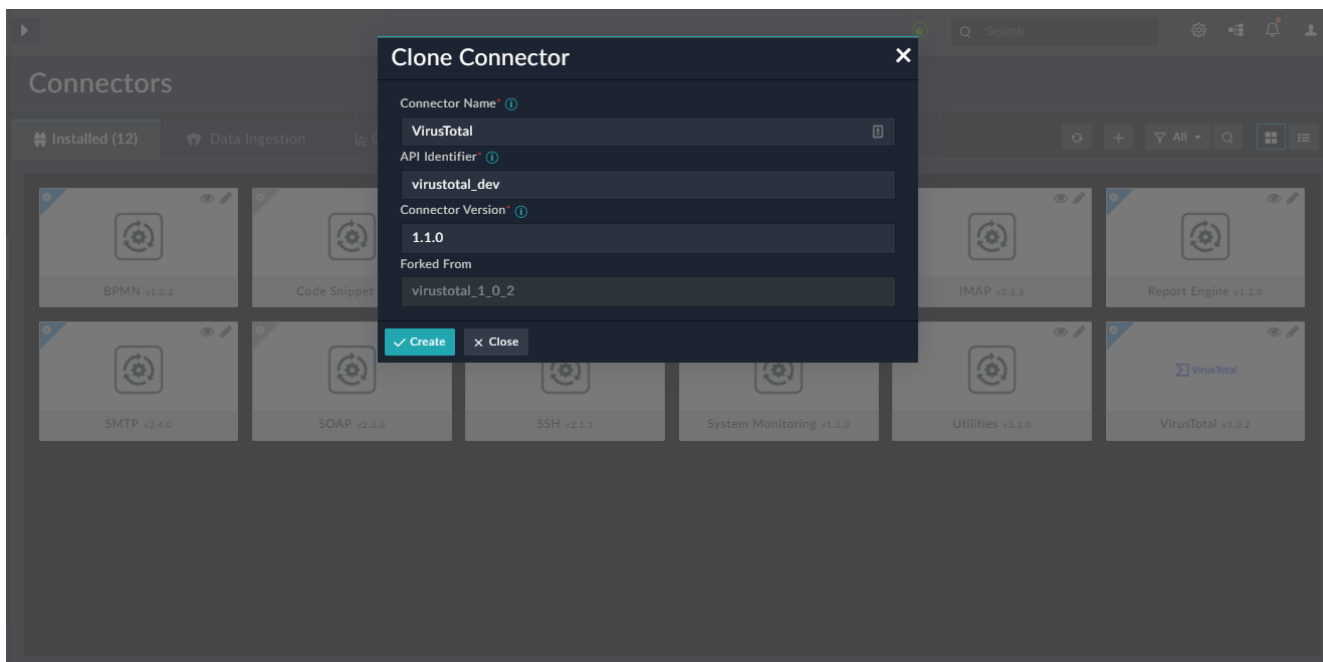 Search
Connectors
Installed (12)
Data Ingestion
Clone Connector
Connector Name*
VirusTotal
API Identifier*
virustotal_dev
Connector Version*
1.1.0
Forked From
virustotal_1_0_2
Create
Close
All
BPMN v1.0.2
Code Snippet
IMAP v3.5.5
Report Engine v1.2.0
VirusTotal
SMTP v2.4.0
SOAP v2.3.0
SSH v2.1.1
System Monitoring v1.3.0
Utilities v3.1.0
VirusTotal v1.0.2